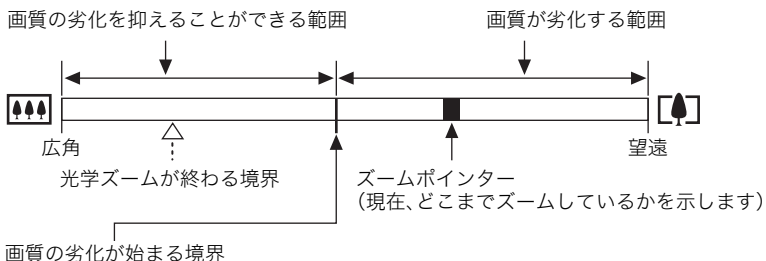 画質の劣化を抑えることができる範囲
画質が劣化する範囲
広角
望遠
光学ズームが終わる境界
ズームポインター
（現在、どこまでズームしているかを示します）
画質の劣化が始まる境界